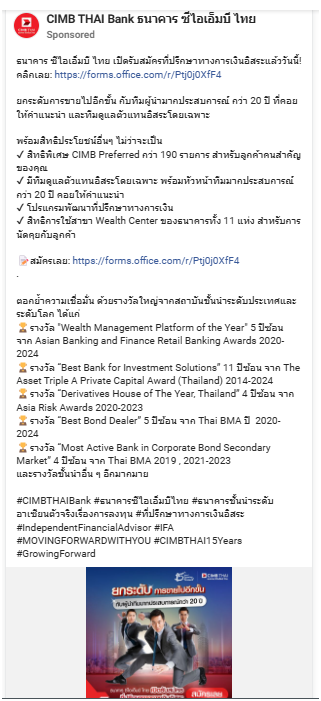 CIMB THAI Bank ธนาคาร ซีไอเอ็มบี ไทย
Sponsored
ธนาคาร ซีไอเอ็มบี ไทย เปิดรับสมัครที่ปรึกษาทางการเงินอิสระแล้ววันนี้!
คลิกเลย: https://forms.office.com/r/Ptj0j0XfF4
ยกระดับการขายไปอีกขั้น กับทีมผู้นำมากประสบการณ์ กว่า 20 ปี ที่คอย
ให้คำแนะนำ และทีมดูแลตัวแทนอิสระโดยเฉพาะ
พร้อมสิทธิประโยชน์อื่นๆ ไม่ว่าจะเป็น
✓ สิทธิพิเศษ CIMB Preferred กว่า 190 รายการ สำหรับลูกค้าคนสำคัญ
ของคุณ
✓ มีทีมดูแลตัวแทนอิสระโดยเฉพาะ พร้อมหัวหน้าทีมมากประสบการณ์
กว่า 20 ปี คอยให้คำแนะนำ
✓ โปรแกรมพัฒนาที่ปรึกษาทางการเงิน
✓ สิทธิการใช้สาขา Wealth Center ของธนาคารทั้ง 11 แห่ง สำหรับการ
นัดคุยกับลูกค้า
📝สมัครเลย: https://forms.office.com/r/Ptj0j0XfF4
.
ตอกย้ำความเชื่อมั่น ด้วยรางวัลใหญ่จากสถาบันชั้นนำระดับประเทศและ
ระดับโลก ได้แก่
🏆รางวัล "Wealth Management Platform of the Year" 5 ปีซ้อน
จาก Asian Banking and Finance Retail Banking Awards 2020-
2024
🏆รางวัล "Best Bank for Investment Solutions" 11 ปีซ้อน จาก The
Asset Triple A Private Capital Award (Thailand) 2014-2024
🏆รางวัล "Derivatives House of The Year, Thailand" 4 ปีซ้อน จาก
Asia Risk Awards 2020-2023
🏆รางวัล "Best Bond Dealer" 5 ปีซ้อน จาก Thai BMA ปี 2020-
2024
🏆รางวัล "Most Active Bank in Corporate Bond Secondary
Market" 4 ปีซ้อน จาก Thai BMA 2019 , 2021-2023
และรางวัลชั้นนำอื่น ๆ อีกมากมาย
#CIMBTHAIBank #ธนาคารซีไอเอ็มบีไทย #ธนาคารชั้นนำระดับ
อาเซียนตัวจริงเรื่องการลงทุน #ที่ปรึกษาทางการเงินอิสระ
#IndependentFinancialAdvisor #IFA
#MOVINGFORWARDWITHYOU #CIMBTHAI15Years
#GrowingForward
CIMB THAI
ยกระดับ การขายไปอีกขั้น
กับผู้นำทีมมากประสบการณ์กว่า 20 ปี
สมัครเลย